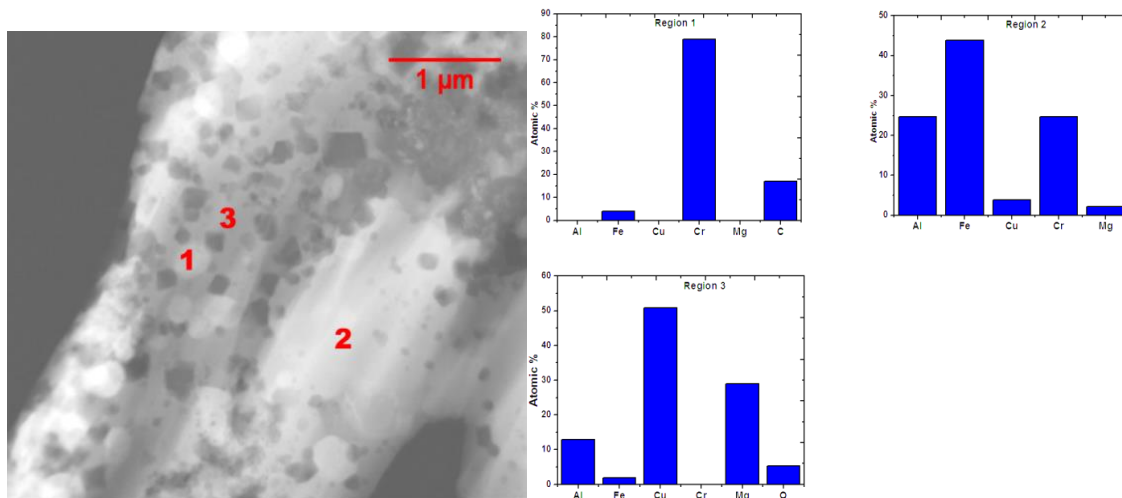 1 µm
3
1
2
Region 1
Atomic %
90
80
70
60
50
40
30
20
10
0
Al Fe Cu Cr Mg C
Region 2
Atomic %
50
40
30
20
10
0
Al Fe Cu Cr Mg
Region 3
Atomic %
60
50
40
30
20
10
0
Al Fe Cu Cr Mg O